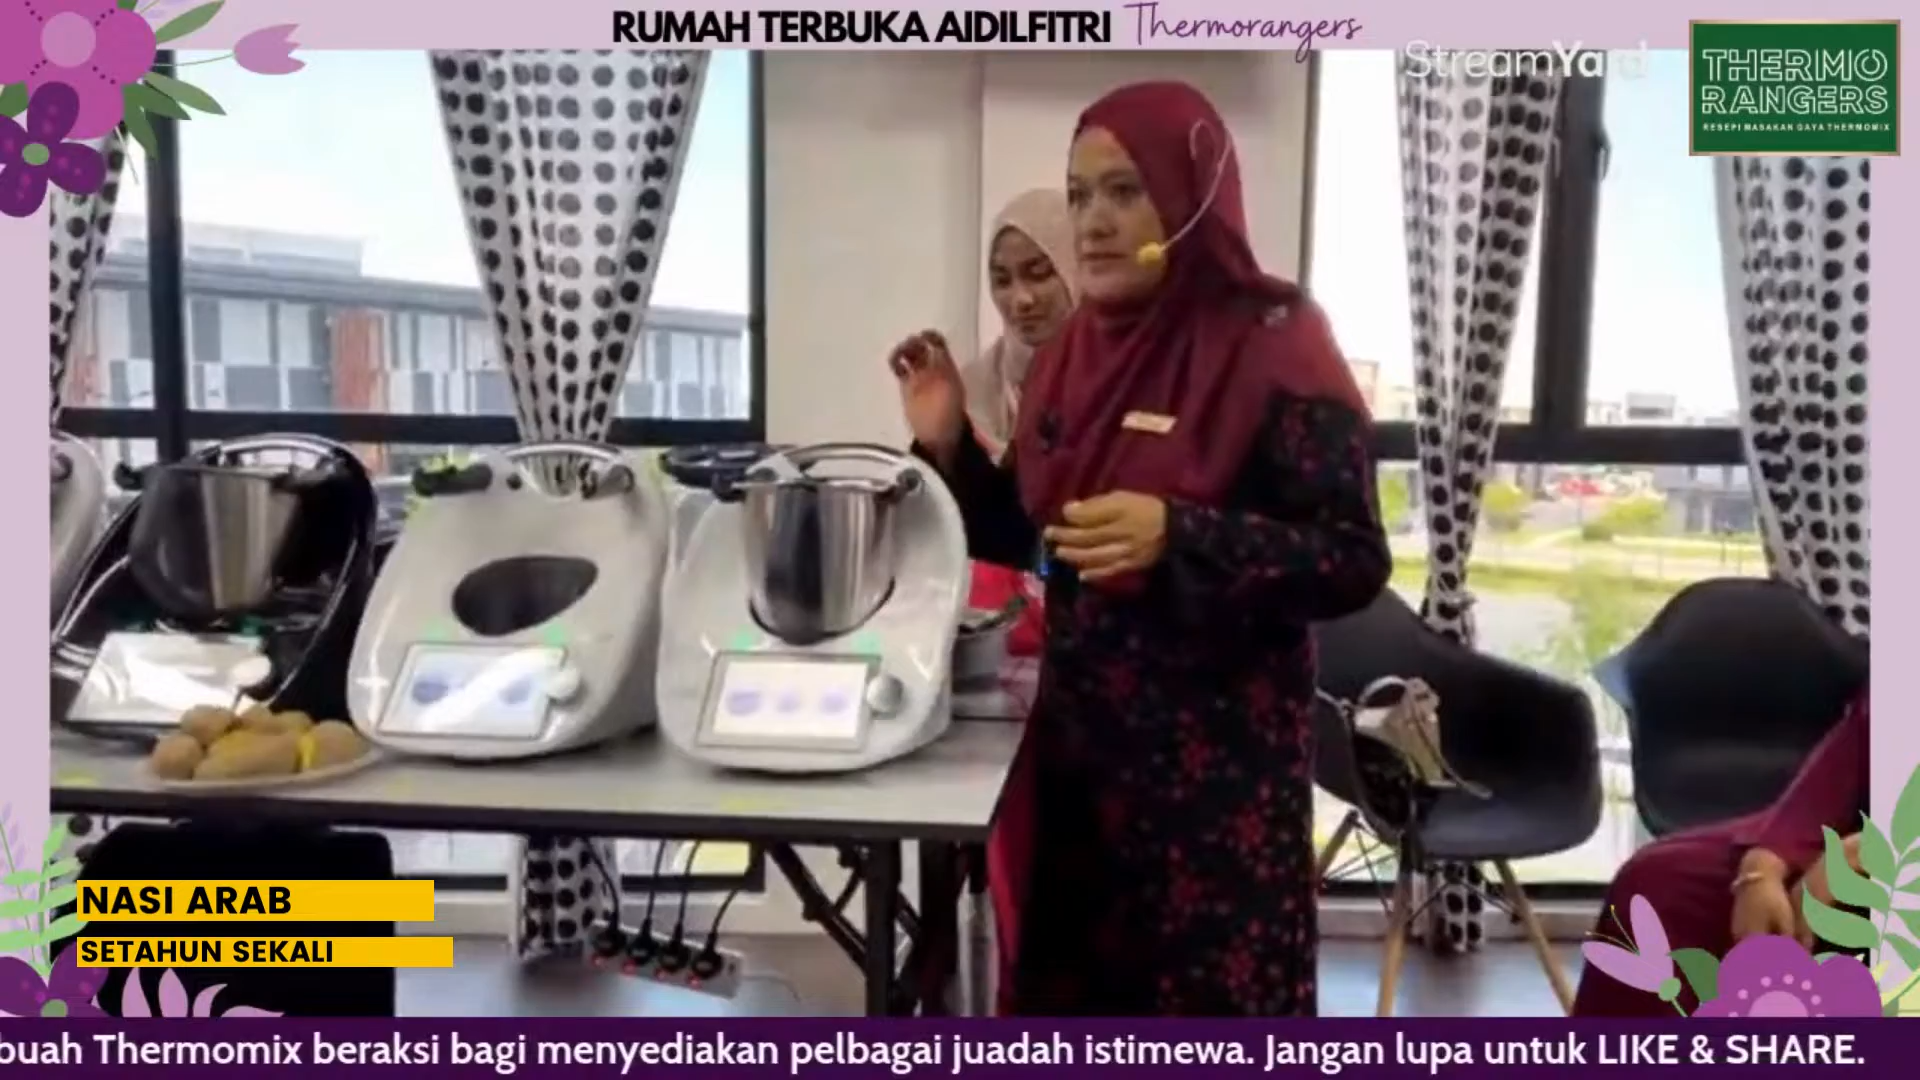 RUMAH TERBUKA AIDILFITRI Thermorangers
StreamYard
THERMO
RANGERS
RESEPI MASAKAN GAYA THERMOMIX
NASI ARAB
SETAHUN SEKALI
buah Thermomix beraksi bagi menyediakan pelbagai juadah istimewa. Jangan lupa untuk LIKE & SHARE.